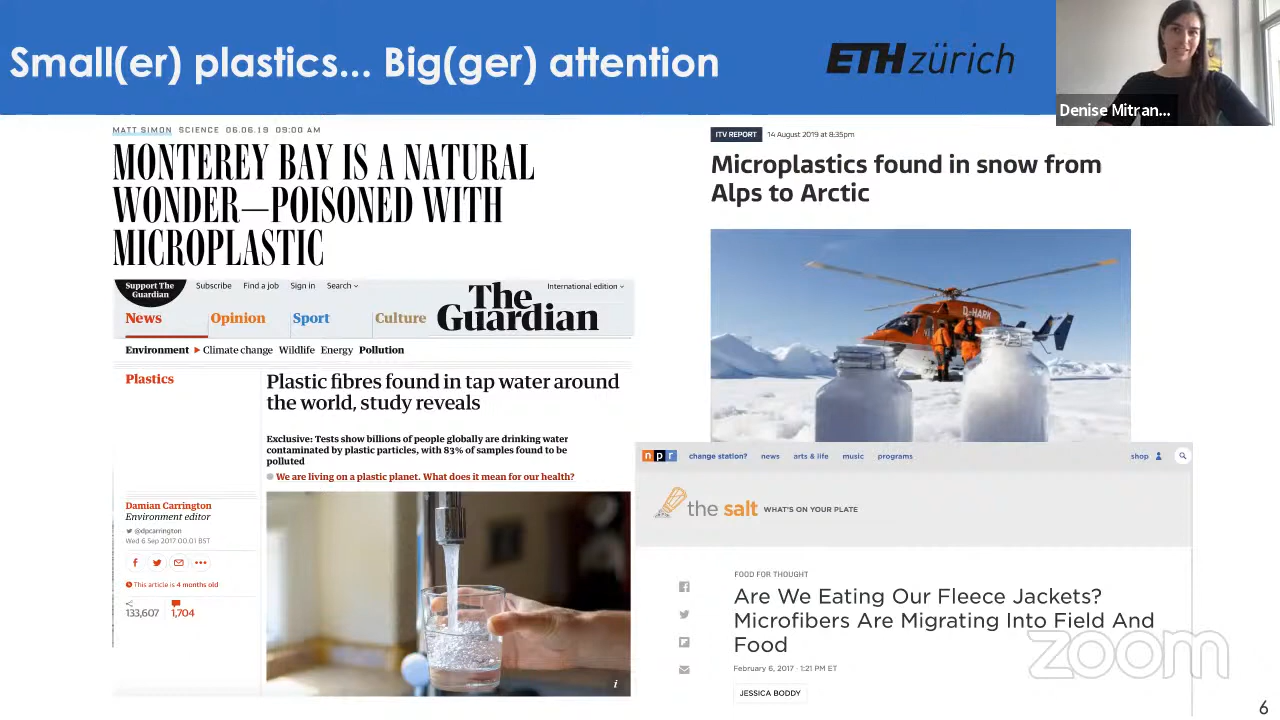 Small(er) plastics... Big(ger) attention
ETH zürich
Denise Mitran...
MATT SIMON SCIENCE 06.06.19 09:00 AM
MONTEREY BAY IS A NATURAL
WONDER—POISONED WITH
MICROPLASTIC
Support The
Guardian
Subscribe Find a job Sign in Search
International edition
The
Guardian
News Opinion Sport Culture
Environment Climate change Wildlife Energy Pollution
Plastics
Plastic fibres found in tap water around
the world, study reveals
Exclusive: Tests show billions of people globally are drinking water
contaminated by plastic particles, with 83% of samples found to be
polluted
We are living on a plastic planet. What does it mean for our health?
Damian Carrington
Environment editor
@dpcarrington
Wed 6 Sep 2017 00.01 BST
This article is 4 months old
133,607 1,704
i
ITV REPORT 14 August 2019 at 8:35pm
Microplastics found in snow from
Alps to Arctic
D-HARK
npr change station? news arts & life music programs shop
the salt WHAT'S ON YOUR PLATE
FOOD FOR THOUGHT
Are We Eating Our Fleece Jackets?
Microfibers Are Migrating Into Field And
Food
February 6, 2017 · 1:21 PM ET
JESSICA BODDY
zoom
6